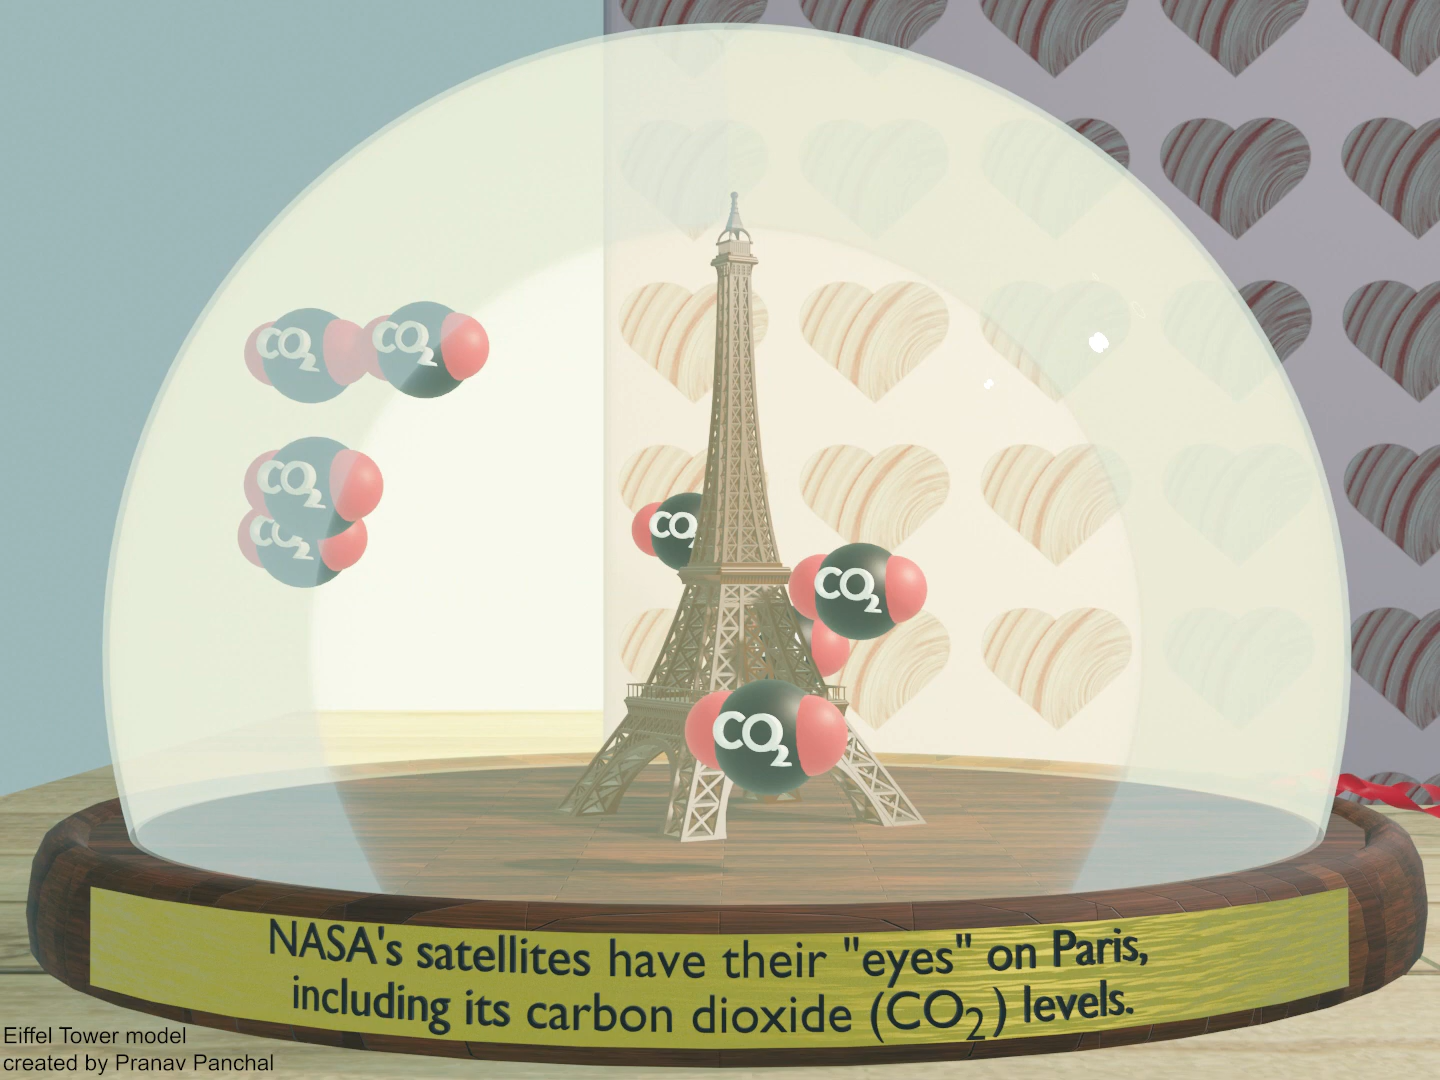 CO₂ CO₂
CO₂
CO₂
CO₂
CO₂
CO₂
NASA's satellites have their "eyes" on Paris,
including its carbon dioxide (CO₂) levels.
Eiffel Tower model
created by Pranav Panchal